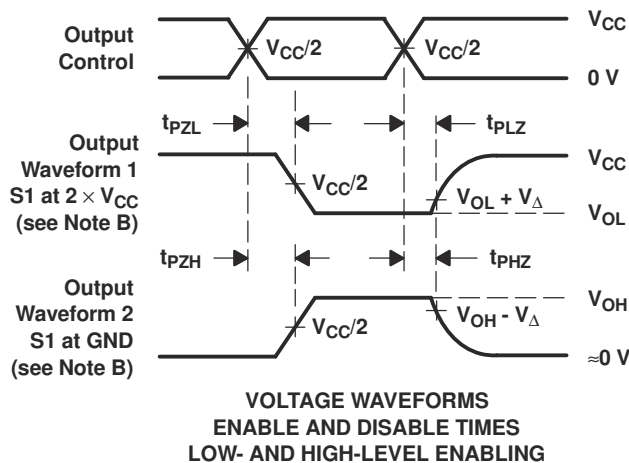 Output
Control
V_CC/2
V_CC/2
V_CC
0 V
t_PZL
t_PLZ
Output
Waveform 1
S1 at 2 × V_CC
(see Note B)
V_CC/2
V_CC
V_OL + V_Δ
V_OL
t_PZH
t_PHZ
Output
Waveform 2
S1 at GND
(see Note B)
V_CC/2
V_OH
V_OH - V_Δ
≈0 V
VOLTAGE WAVEFORMS
ENABLE AND DISABLE TIMES
LOW- AND HIGH-LEVEL ENABLING